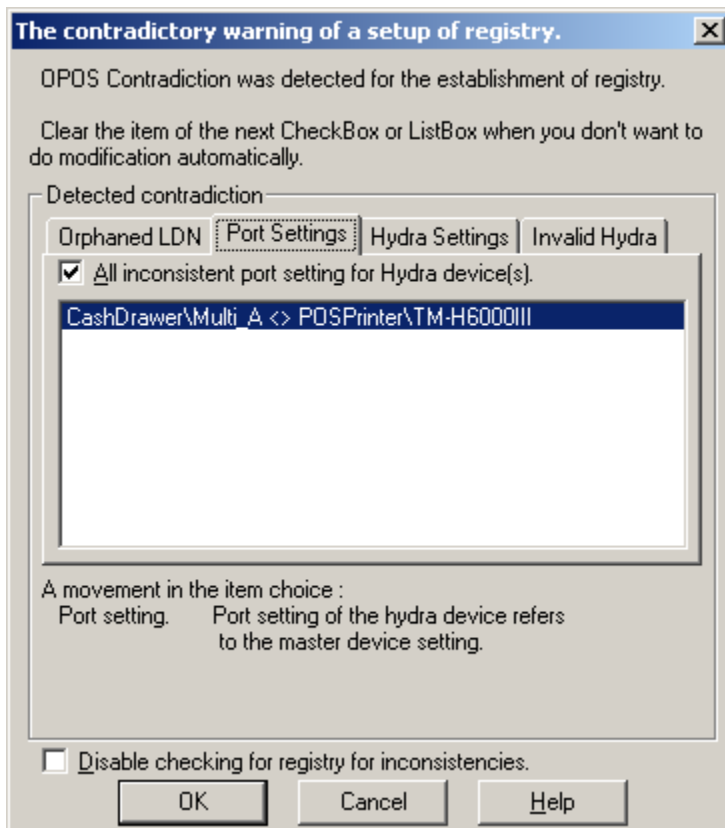 The contradictory warning of a setup of registry.
OPOS Contradiction was detected for the establishment of registry.
Clear the item of the next CheckBox or ListBox when you don't want to
do modification automatically.
Detected contradiction
Orphaned LDN Port Settings Hydra Settings Invalid Hydra
All inconsistent port setting for Hydra device(s).
CashDrawer\Multi_A <> POSPrinter\TM-H6000III
A movement in the item choice :
Port setting. Port setting of the hydra device refers
to the master device setting.
Disable checking for registry for inconsistencies.
OK Cancel Help